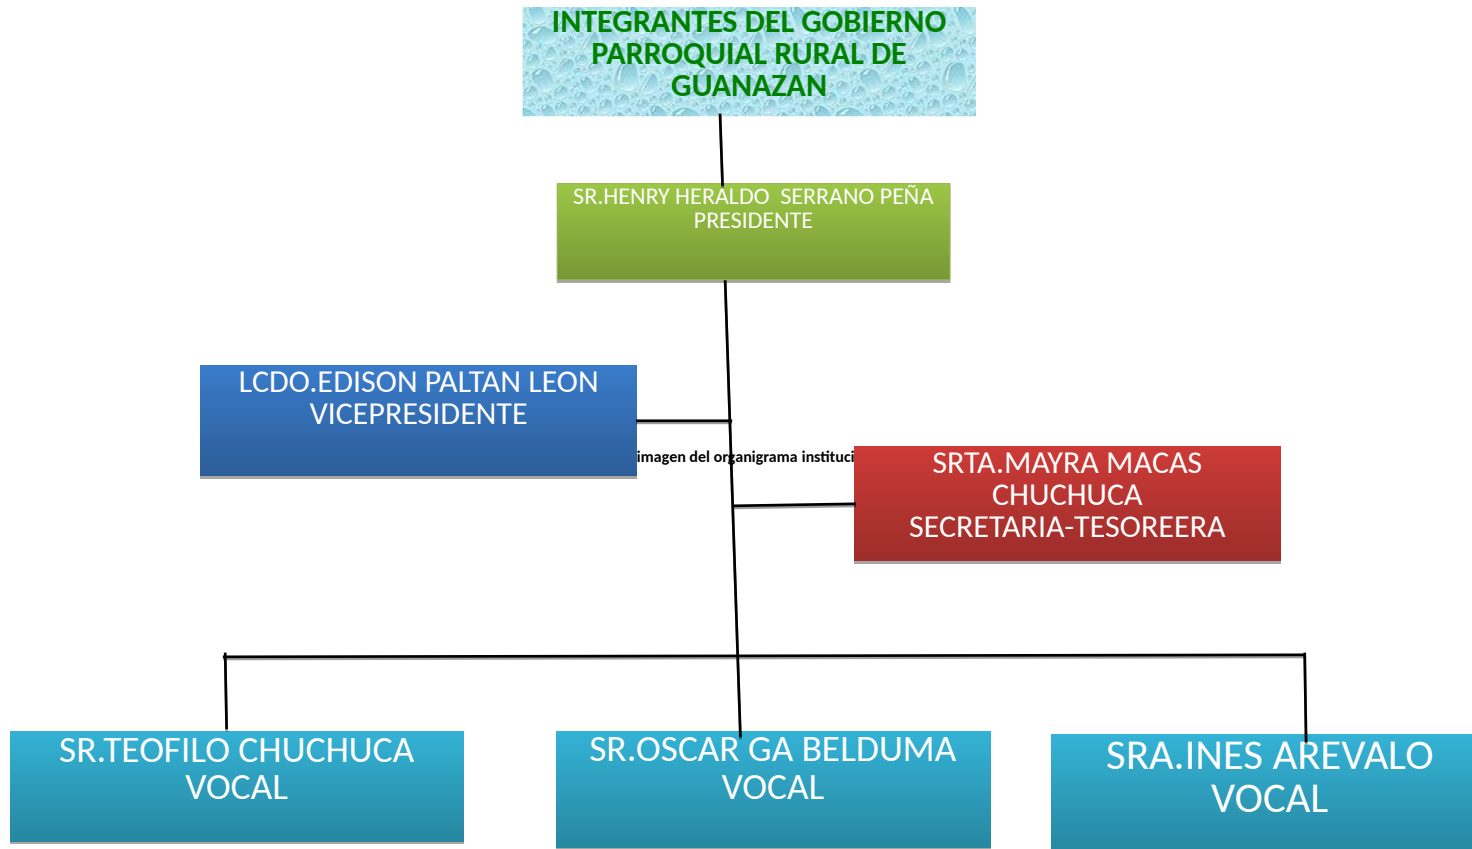 INTEGRANTES DEL GOBIERNO
PARROQUIAL RURAL DE
GUANAZAN
SR.HENRY HERALDO SERRANO PEÑA
PRESIDENTE
LCDO.EDISON PALTAN LEON
VICEPRESIDENTE
imagen del organigrama instituci
SRTA.MAYRA MACAS
CHUCHUCA
SECRETARIA-TESOREERA
SR.TEOFILO CHUCHUCA
VOCAL
SR.OSCAR GA BELDUMA
VOCAL
SRA.INES AREVALO
VOCAL